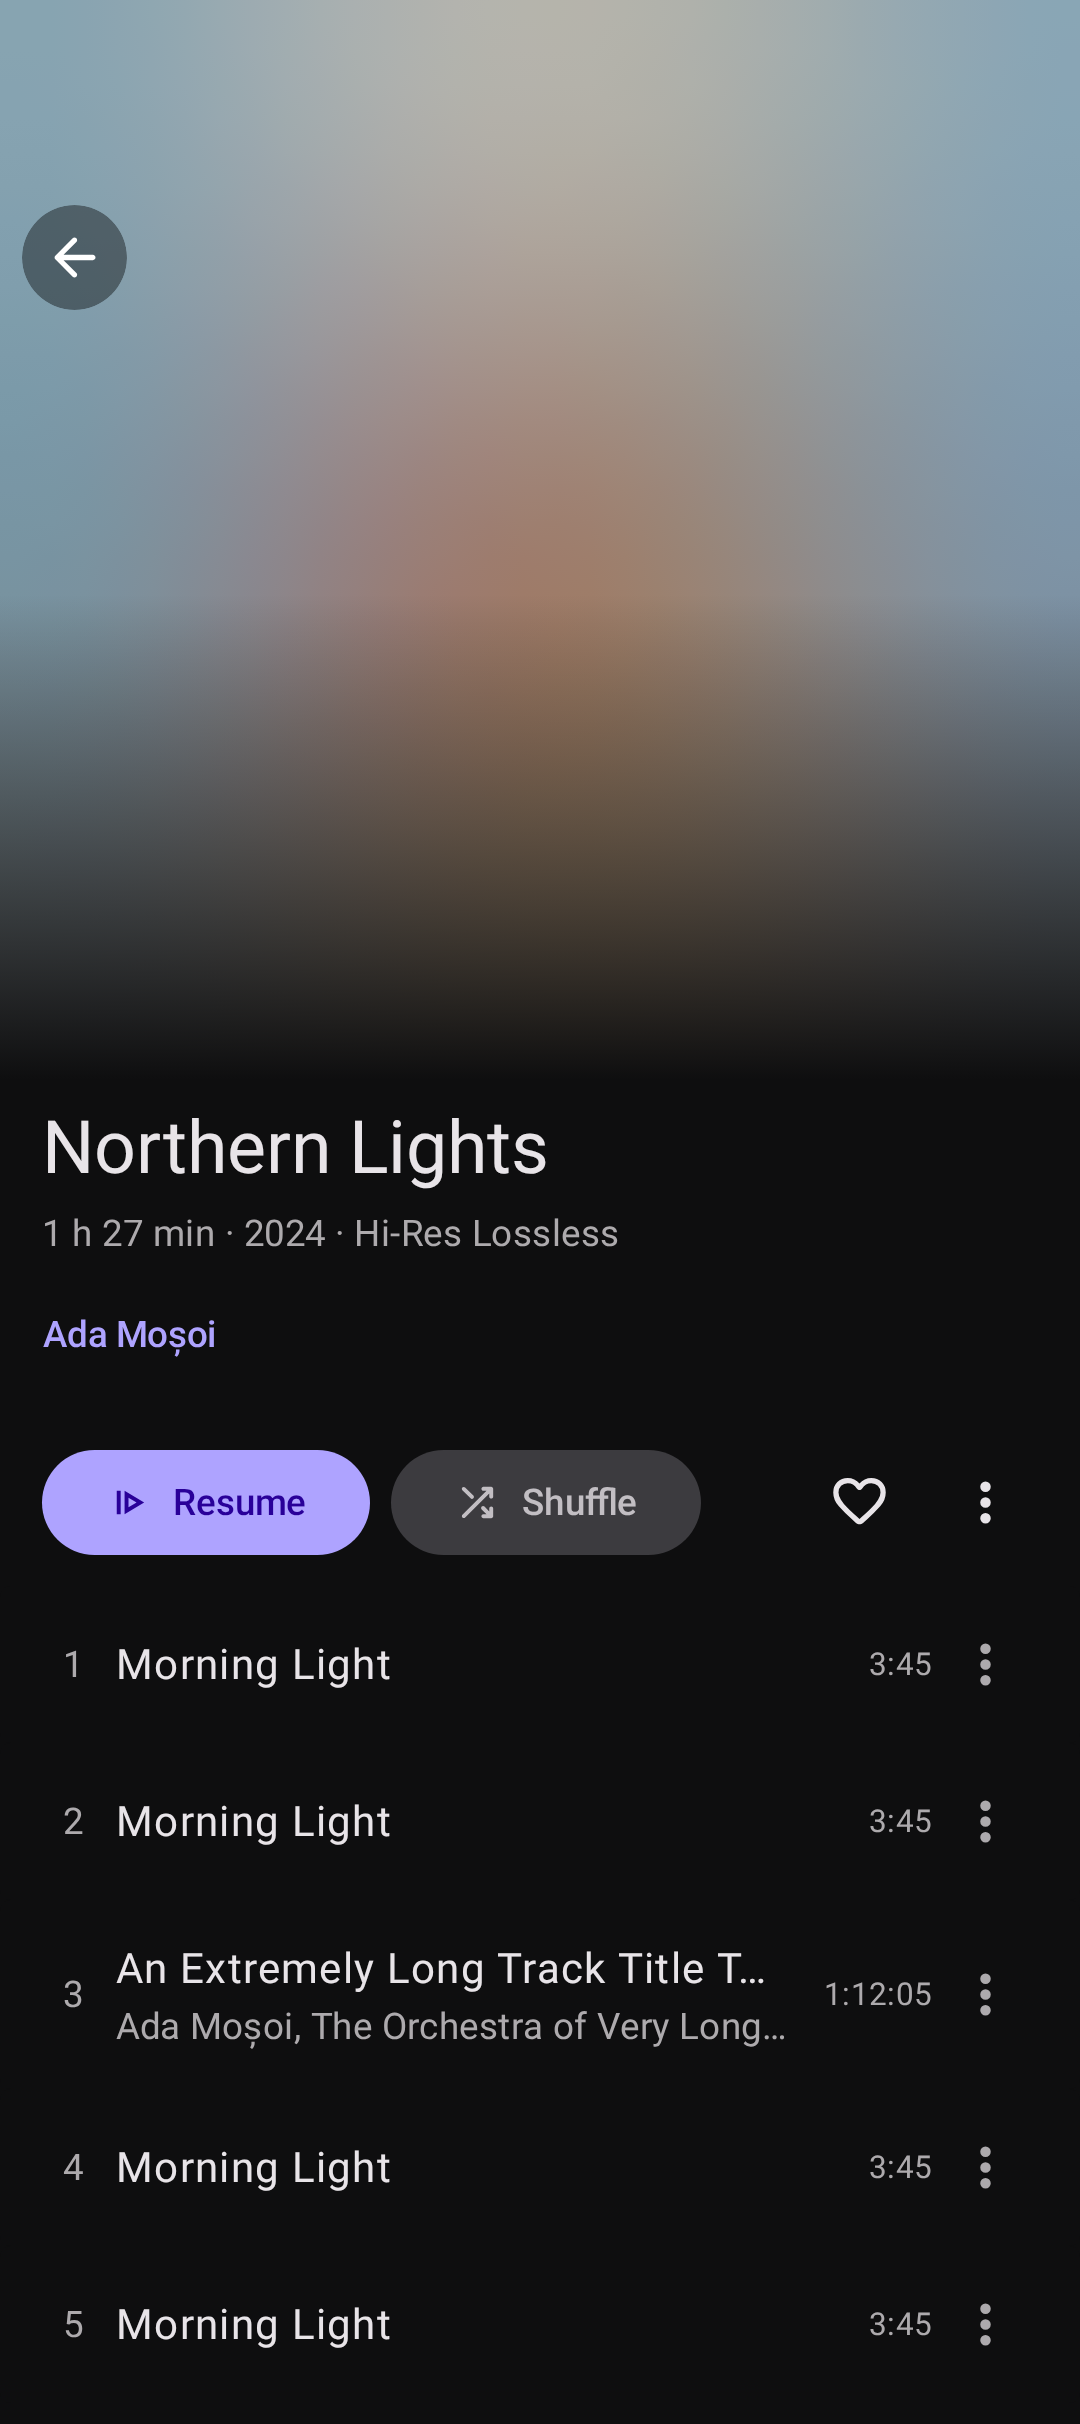 Northern Lights
1 h 27 min · 2024 · Hi-Res Lossless
Ada Moșoi
Resume
Shuffle
1 Morning Light 3:45
2 Morning Light 3:45
3 An Extremely Long Track Title T… 1:12:05
Ada Moșoi, The Orchestra of Very Long…
4 Morning Light 3:45
5 Morning Light 3:45